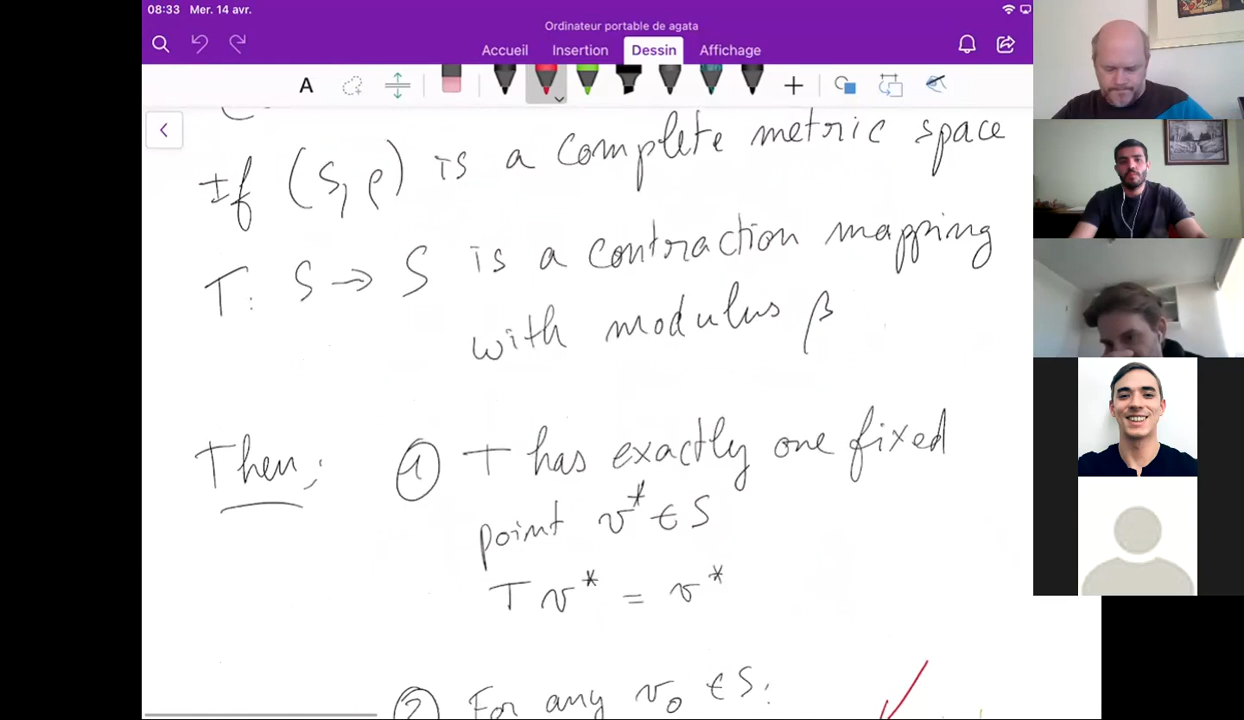 08:33 Mer. 14 avr.
Ordinateur portable de agata
Accueil Insertion Dessin Affichage
A
If (S, ρ) is a complete metric space
T: S → S is a contraction mapping
with modulus β
Then: ① T has exactly one fixed
point v* ∈ S
T v* = v*
② For any v₀ ∈ S: